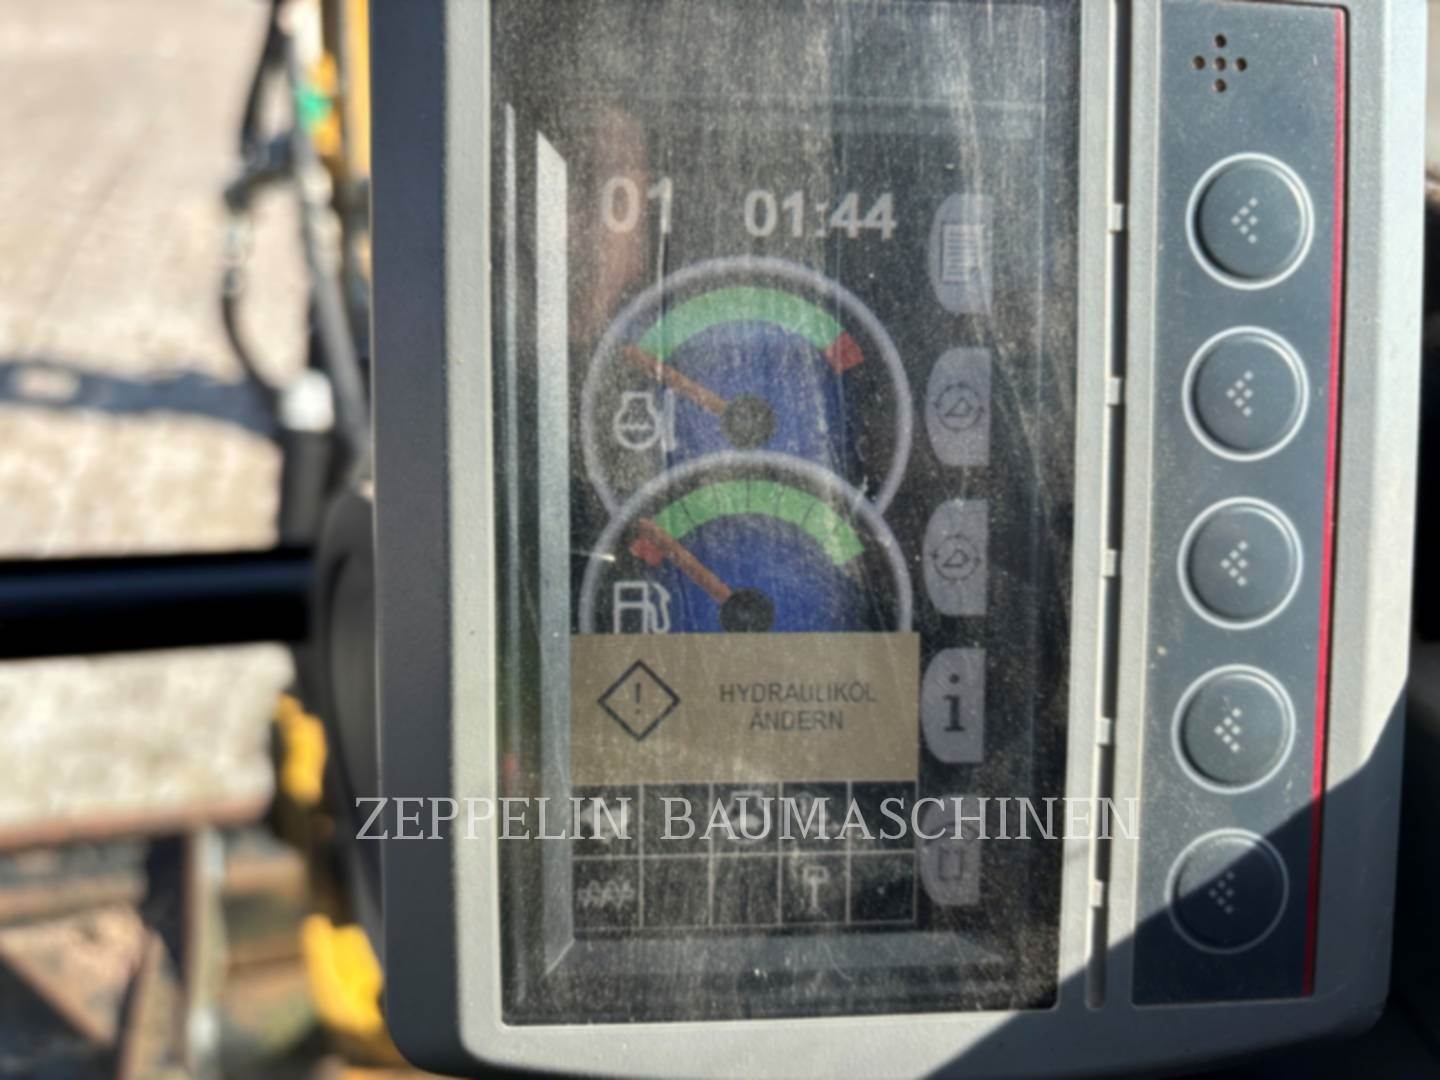 01 01:44
HYDRAULIKÖL
ÄNDERN
ZEPPELIN BAUMASCHINEN